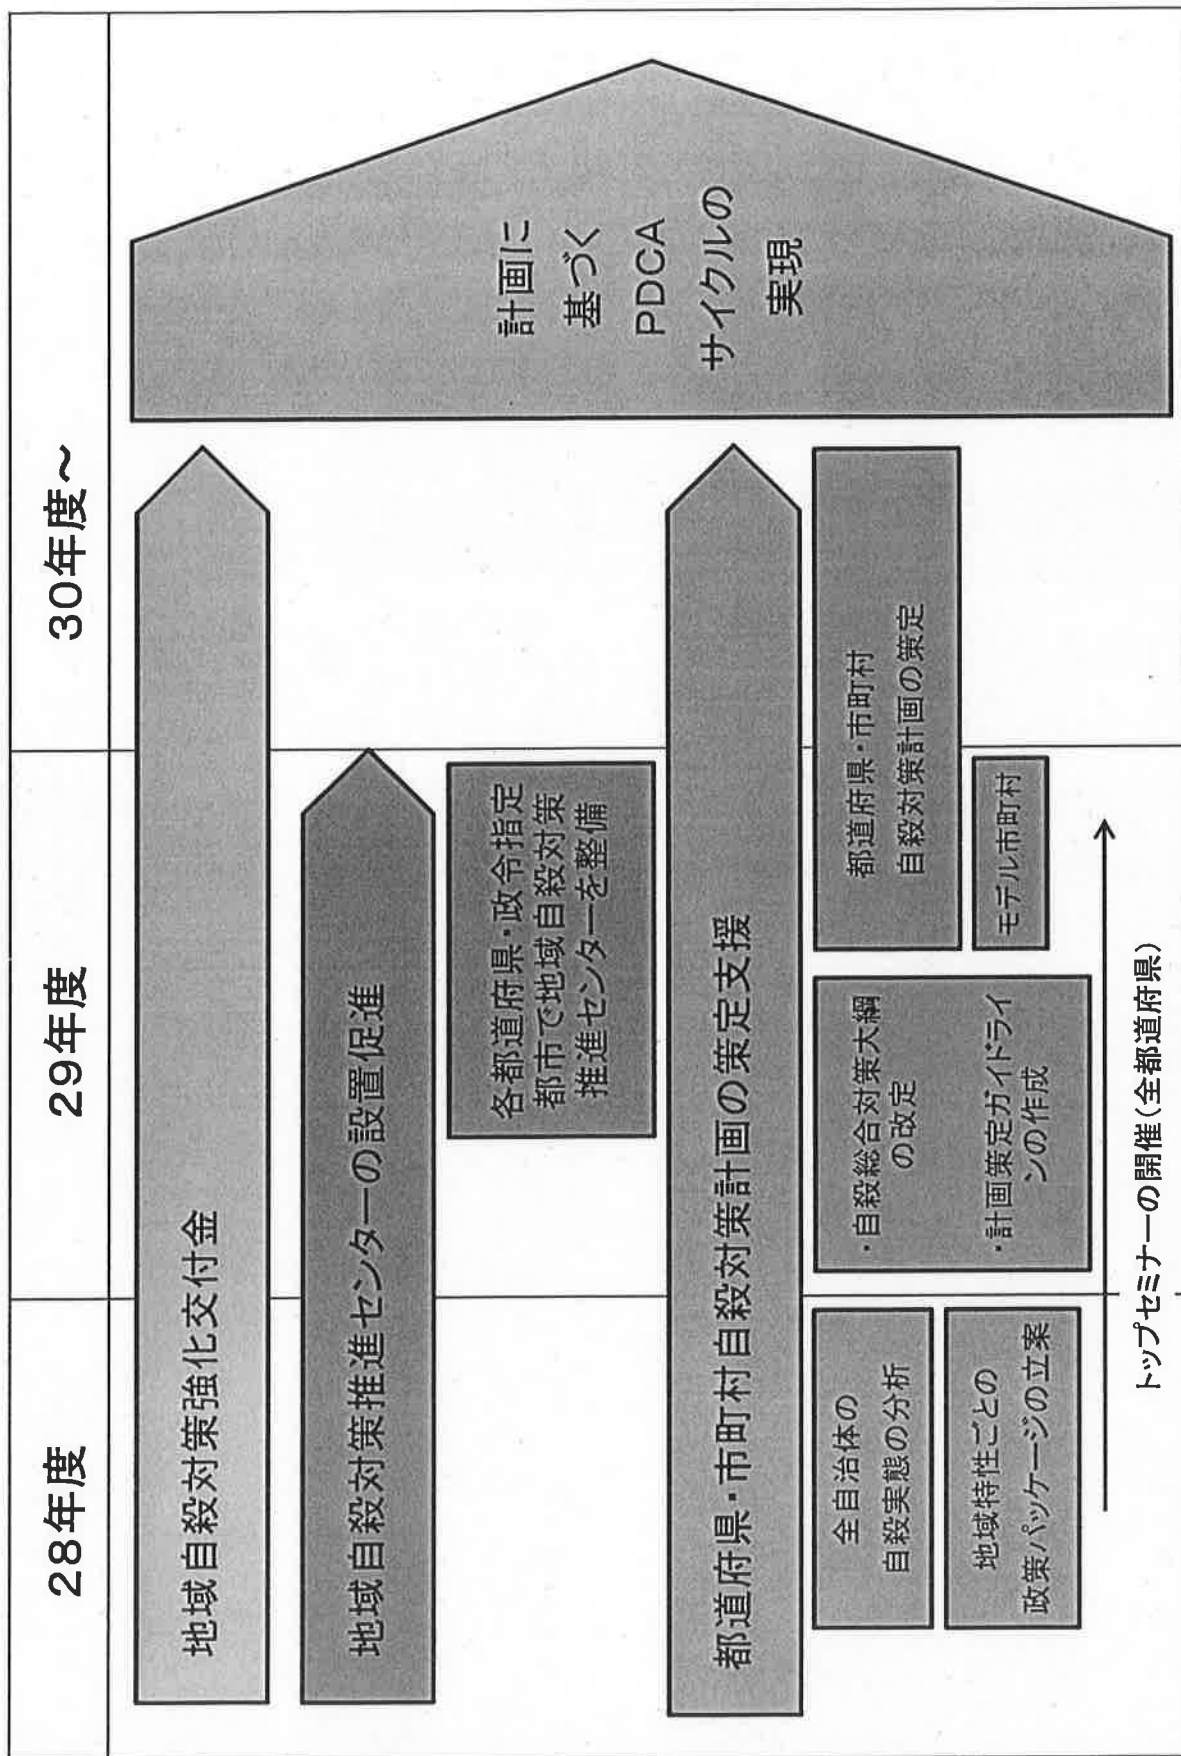 28年度
29年度
30年度～
地域自殺対策強化交付金
地域自殺対策推進センターの設置促進
各都道府県・政令指定
都市で地域自殺対策
推進センターを整備
都道府県・市町村自殺対策計画の策定支援
全自治体の
自殺実態の分析
地域特性ごとの
政策パッケージの立案
・自殺総合対策大綱
の改定
・計画策定ガイドライ
ンの作成
都道府県・市町村
自殺対策計画の策定
モデル市町村
トップセミナーの開催（全都道府県）
計画に
基づく
PDCA
サイクルの
実現